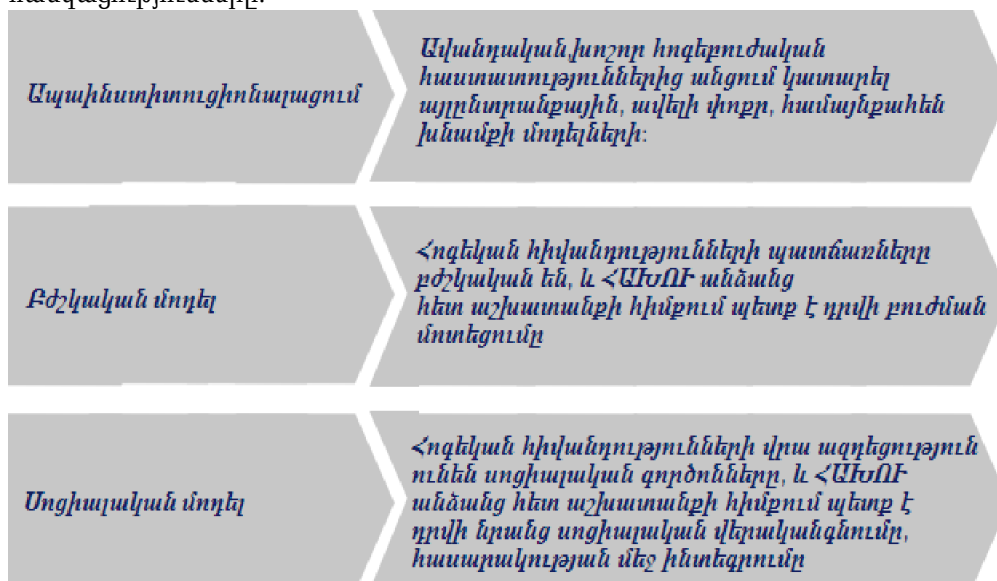 հասկացությունները.
Ապաինստիտուցիոնալացում
Ավանդական,խոշոր հոգեբուժական
հաստատություններից անցում կատարել
այլընտրանքային, ավելի փոքր, համայնքահեն
խնամքի մոդելների:
Բժշկական մոդել
Հոգեկան հիվանդությունների պատճառները
բժշկական են, և ՀԱԽՈՒ անձանց
հետ աշխատանքի հիմքում պետք է դրվի բուժման
մոտեցումը
Սոցիալական մոդել
Հոգեկան հիվանդությունների վրա ազդեցություն
ունեն սոցիալական գործոնները, և ՀԱԽՈՒ
անձանց հետ աշխատանքի հիմքում պետք է
դրվի նրանց սոցիալական վերականգնումը,
հասարակության մեջ ինտեգրումը